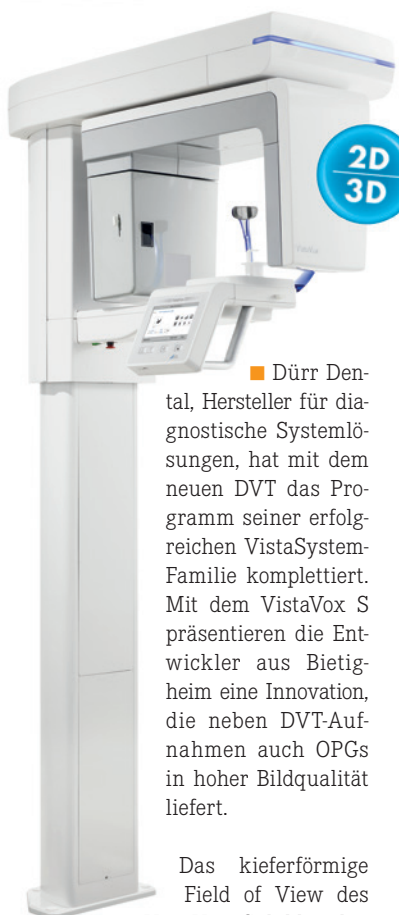 2D
3D
■ Dürr Den-
tal, Hersteller für dia-
gnostische Systemlö-
sungen, hat mit dem
neuen DVT das Pro-
gramm seiner erfolg-
reichen VistaSystem-
Familie komplettiert.
Mit dem VistaVox S
präsentieren die Ent-
wickler aus Bietig-
heim eine Innovation,
die neben DVT-Auf-
nahmen auch OPGs
in hoher Bildqualität
liefert.
Das kieferförmige
Field of View des